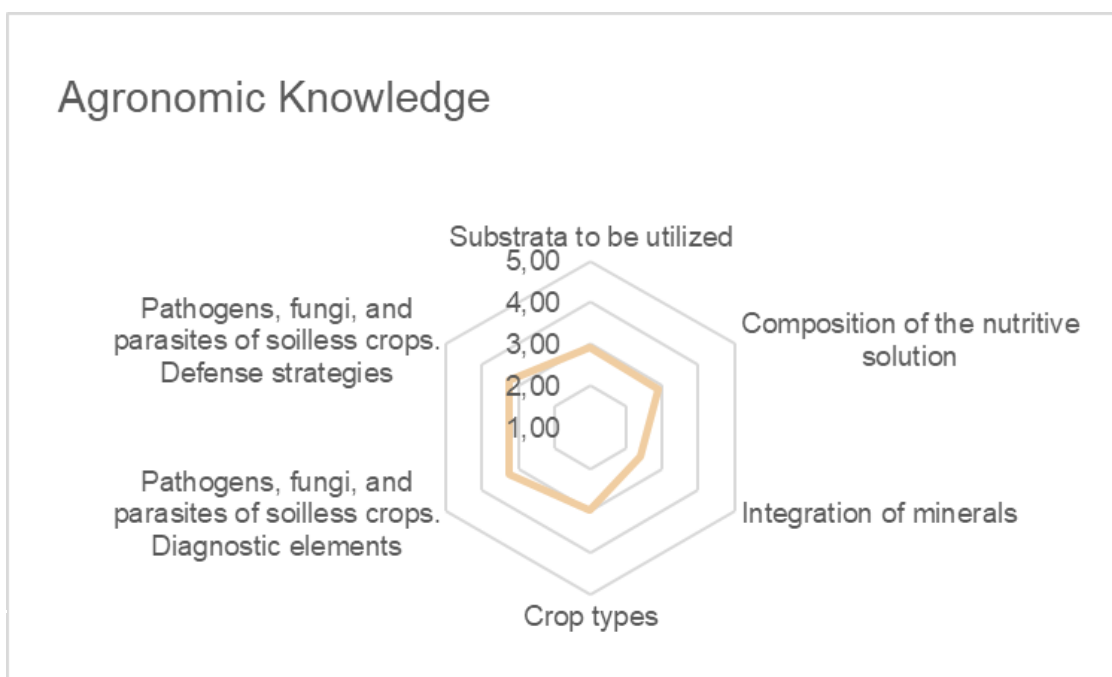 Agronomic Knowledge
Substrata to be utilized
5,00
4,00
3,00
2,00
1,00
Composition of the nutritive
solution
Integration of minerals
Crop types
Pathogens, fungi, and
parasites of soilless crops.
Diagnostic elements
Pathogens, fungi, and
parasites of soilless crops.
Defense strategies